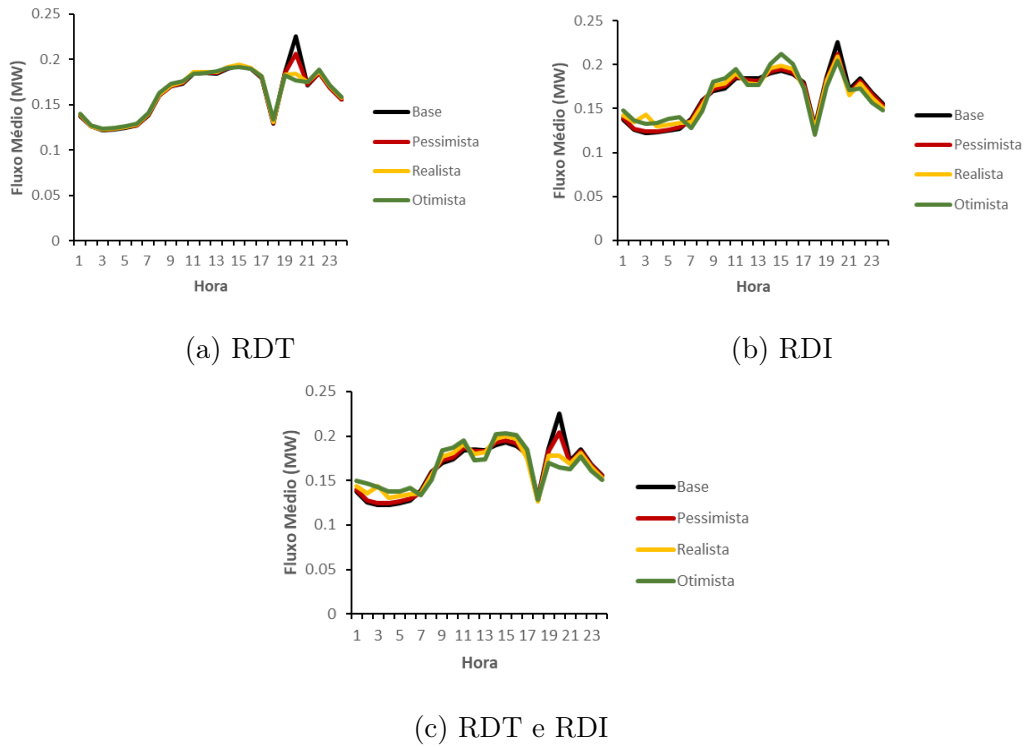 0.25
0.2
0.15
0.1
0.05
0
Fluxo Médio (MW)
1 3 5 7 9 11 13 15 17 19 21 23
Hora
Base
Pessimista
Realista
Otimista
(a) RDT
0.25
0.2
0.15
0.1
0.05
0
Fluxo Médio (MW)
1 3 5 7 9 11 13 15 17 19 21 23
Hora
Base
Pessimista
Realista
Otimista
(b) RDI
0.25
0.2
0.15
0.1
0.05
0
Fluxo Médio (MW)
1 3 5 7 9 11 13 15 17 19 21 23
Hora
Base
Pessimista
Realista
Otimista
(c) RDT e RDI